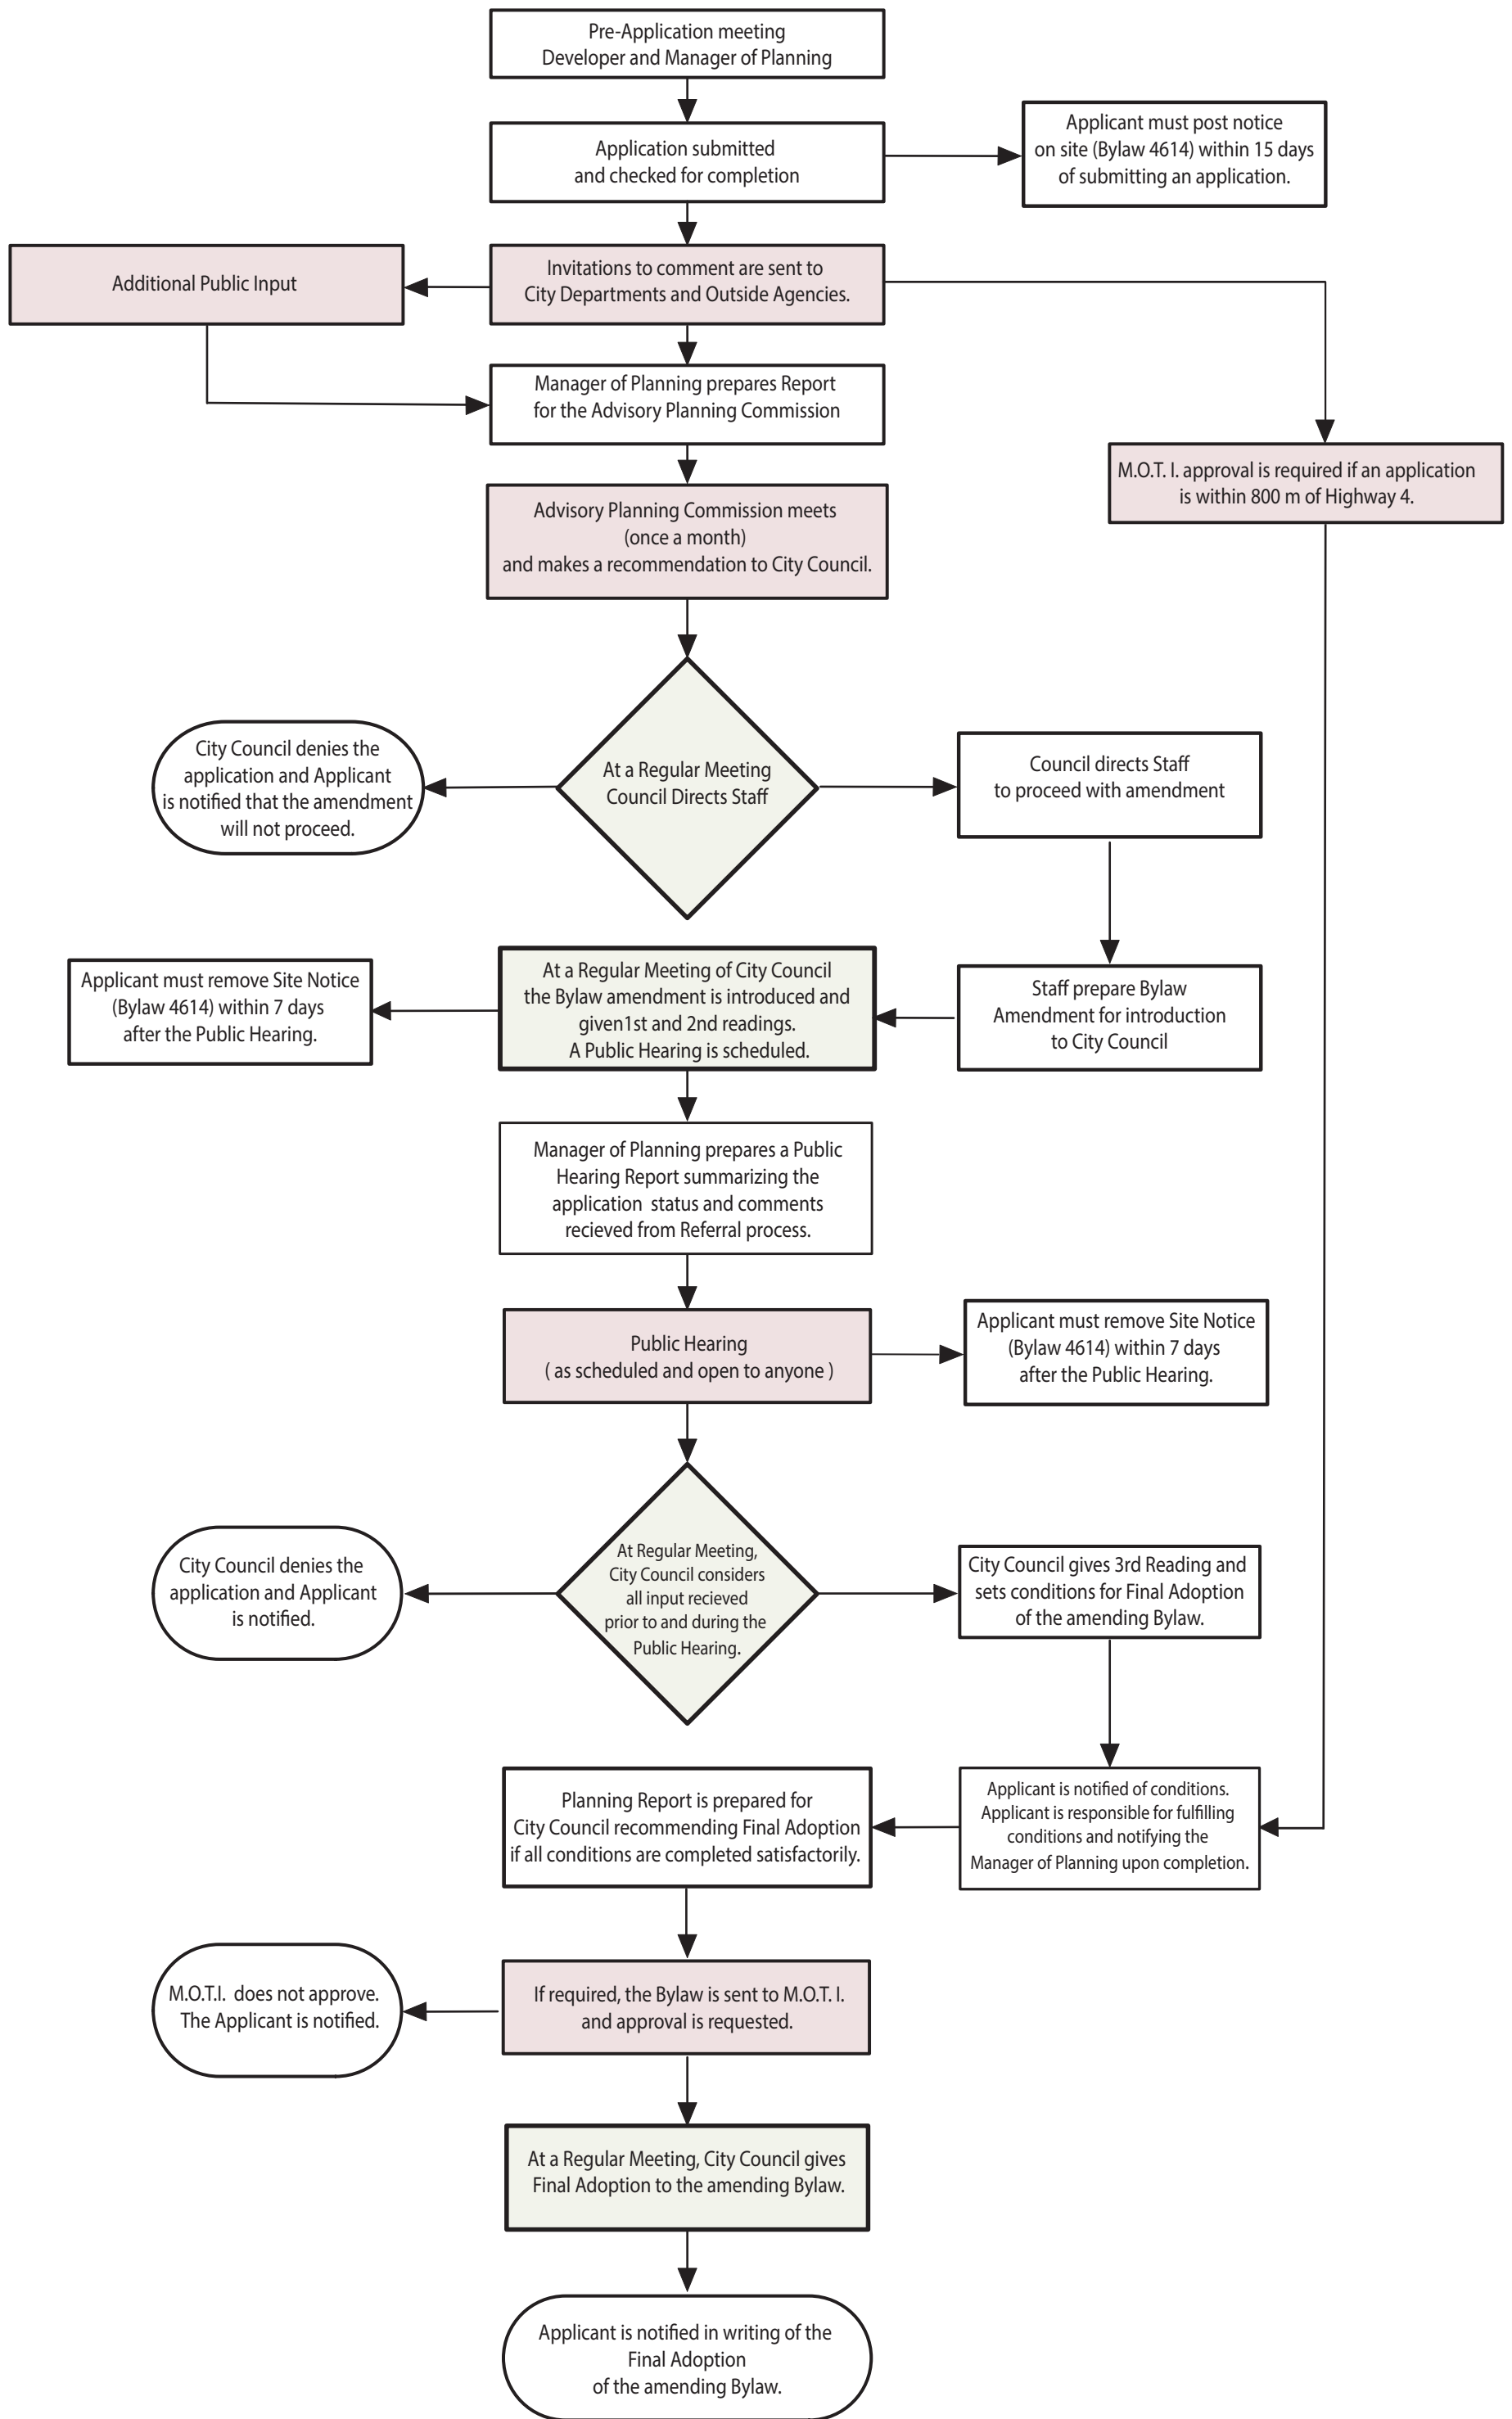 Pre-Application meeting
Developer and Manager of Planning
Application submitted
and checked for completion
Applicant must post notice
on site (Bylaw 4614) within 15 days
of submitting an application.
Additional Public Input
Invitations to comment are sent to
City Departments and Outside Agencies.
Manager of Planning prepares Report
for the Advisory Planning Commission
M.O.T. I. approval is required if an application
is within 800 m of Highway 4.
Advisory Planning Commission meets
(once a month)
and makes a recommendation to City Council.
City Council denies the
application and Applicant
is notified that the amendment
will not proceed.
At a Regular Meeting
Council Directs Staff
Council directs Staff
to proceed with amendment
Applicant must remove Site Notice
(Bylaw 4614) within 7 days
after the Public Hearing.
At a Regular Meeting of City Council
the Bylaw amendment is introduced and
given1st and 2nd readings.
A Public Hearing is scheduled.
Staff prepare Bylaw
Amendment for introduction
to City Council
Manager of Planning prepares a Public
Hearing Report summarizing the
application status and comments
recieved from Referral process.
Public Hearing
( as scheduled and open to anyone )
Applicant must remove Site Notice
(Bylaw 4614) within 7 days
after the Public Hearing.
City Council denies the
application and Applicant
is notified.
At Regular Meeting,
City Council considers
all input recieved
prior to and during the
Public Hearing.
City Council gives 3rd Reading and
sets conditions for Final Adoption
of the amending Bylaw.
Planning Report is prepared for
City Council recommending Final Adoption
if all conditions are completed satisfactorily.
Applicant is notified of conditions.
Applicant is responsible for fulfilling
conditions and notifying the
Manager of Planning upon completion.
M.O.T.I. does not approve.
The Applicant is notified.
If required, the Bylaw is sent to M.O.T. I.
and approval is requested.
At a Regular Meeting, City Council gives
Final Adoption to the amending Bylaw.
Applicant is notified in writing of the
Final Adoption
of the amending Bylaw.